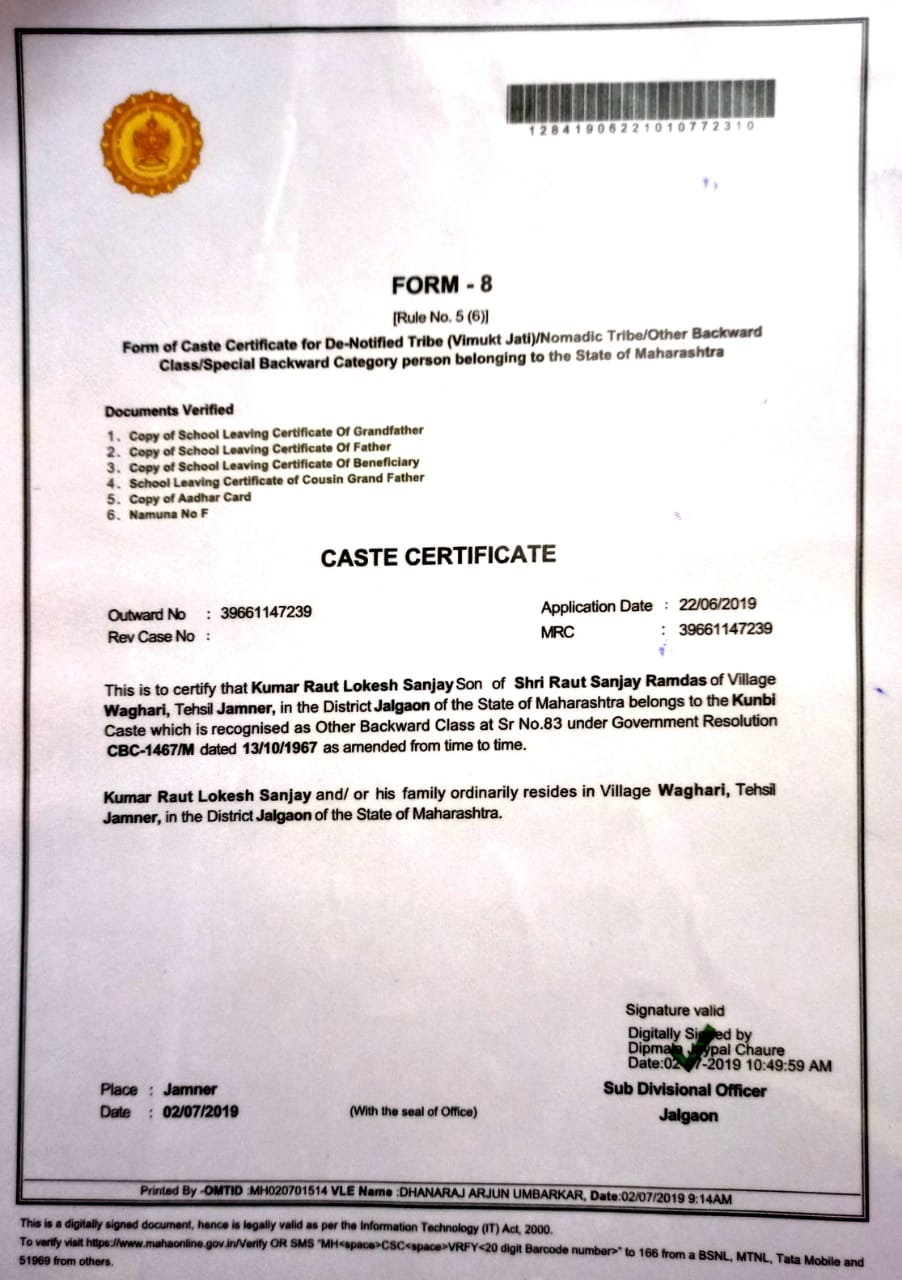 12841906221010772310
FORM - 8
[Rule No. 5 (6)]
Form of Caste Certificate for De-Notified Tribe (Vimukt Jati)/Nomadic Tribe/Other Backward
Class/Special Backward Category person belonging to the State of Maharashtra
Documents Verified
1. Copy of School Leaving Certificate Of Grandfather
2. Copy of School Leaving Certificate Of Father
3. Copy of School Leaving Certificate Of Beneficiary
4. School Leaving Certificate of Cousin Grand Father
5. Copy of Aadhar Card
6. Namuna No F
CASTE CERTIFICATE
Outward No : 39661147239 Application Date : 22/06/2019
Rev Case No : MRC : 39661147239
This is to certify that Kumar Raut Lokesh Sanjay Son of Shri Raut Sanjay Ramdas of Village
Waghari, Tehsil Jamner, in the District Jalgaon of the State of Maharashtra belongs to the Kunbi
Caste which is recognised as Other Backward Class at Sr No.83 under Government Resolution
CBC-1467/M dated 13/10/1967 as amended from time to time.
Kumar Raut Lokesh Sanjay and/ or his family ordinarily resides in Village Waghari, Tehsil
Jamner, in the District Jalgaon of the State of Maharashtra.
Signature valid
Digitally Signed by
Dipmala Jaypal Chaure
Date:02-07-2019 10:49:59 AM
Place : Jamner Sub Divisional Officer
Date : 02/07/2019 (With the seal of Office) Jalgaon
Printed By -OMTID :MH020701514 VLE Name :DHANARAJ ARJUN UMBARKAR, Date:02/07/2019 9:14AM
This is a digitally signed document, hence is legally valid as per the Information Technology (IT) Act, 2000.
To verify visit https://www.mahaonline.gov.in/Verify OR SMS "MH<space>CSC<space>VRFY<20 digit Barcode number>" to 166 from a BSNL, MTNL, Tata Mobile and
51969 from others.